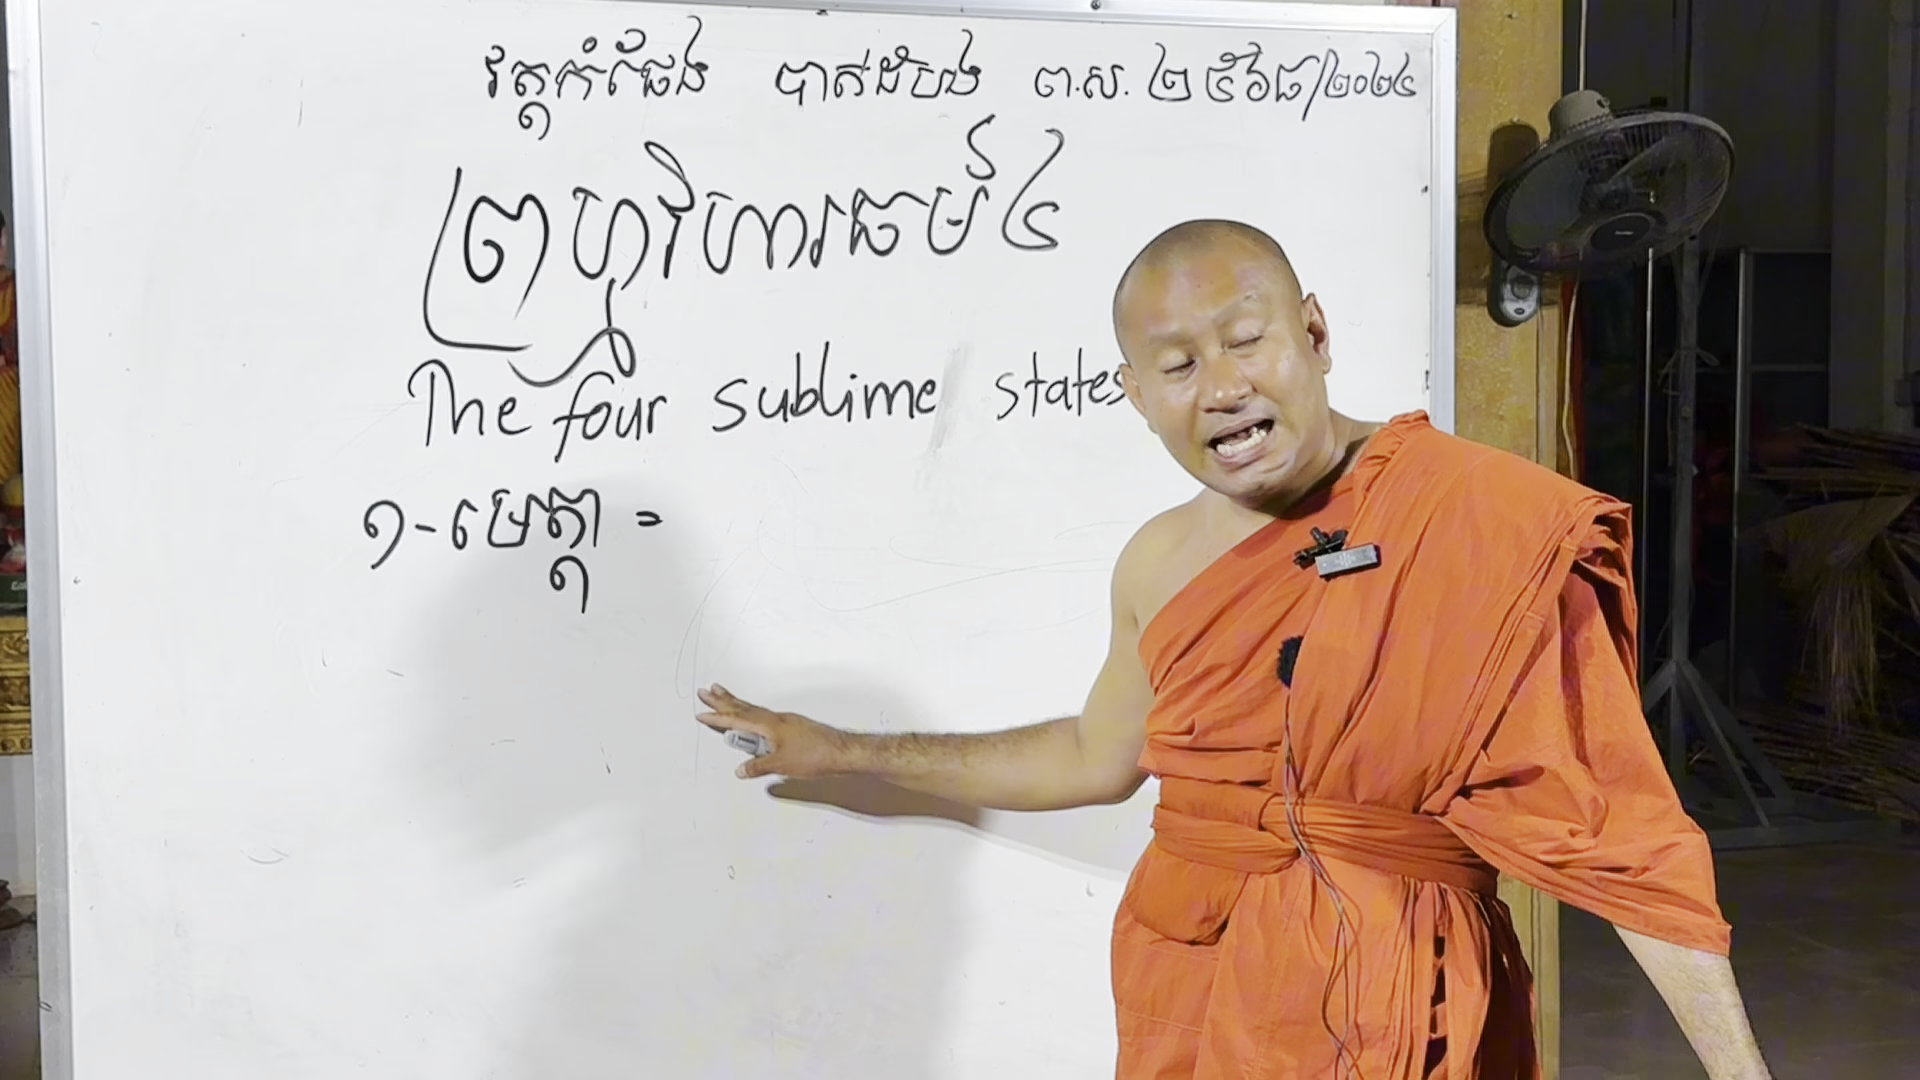 វត្តកំផែង បាត់ដំបង ព.ស. ២៥៦៨/២០២៤
ព្រហ្មវិហារធម៌ ៤
The four sublime states
១-មេត្តា =